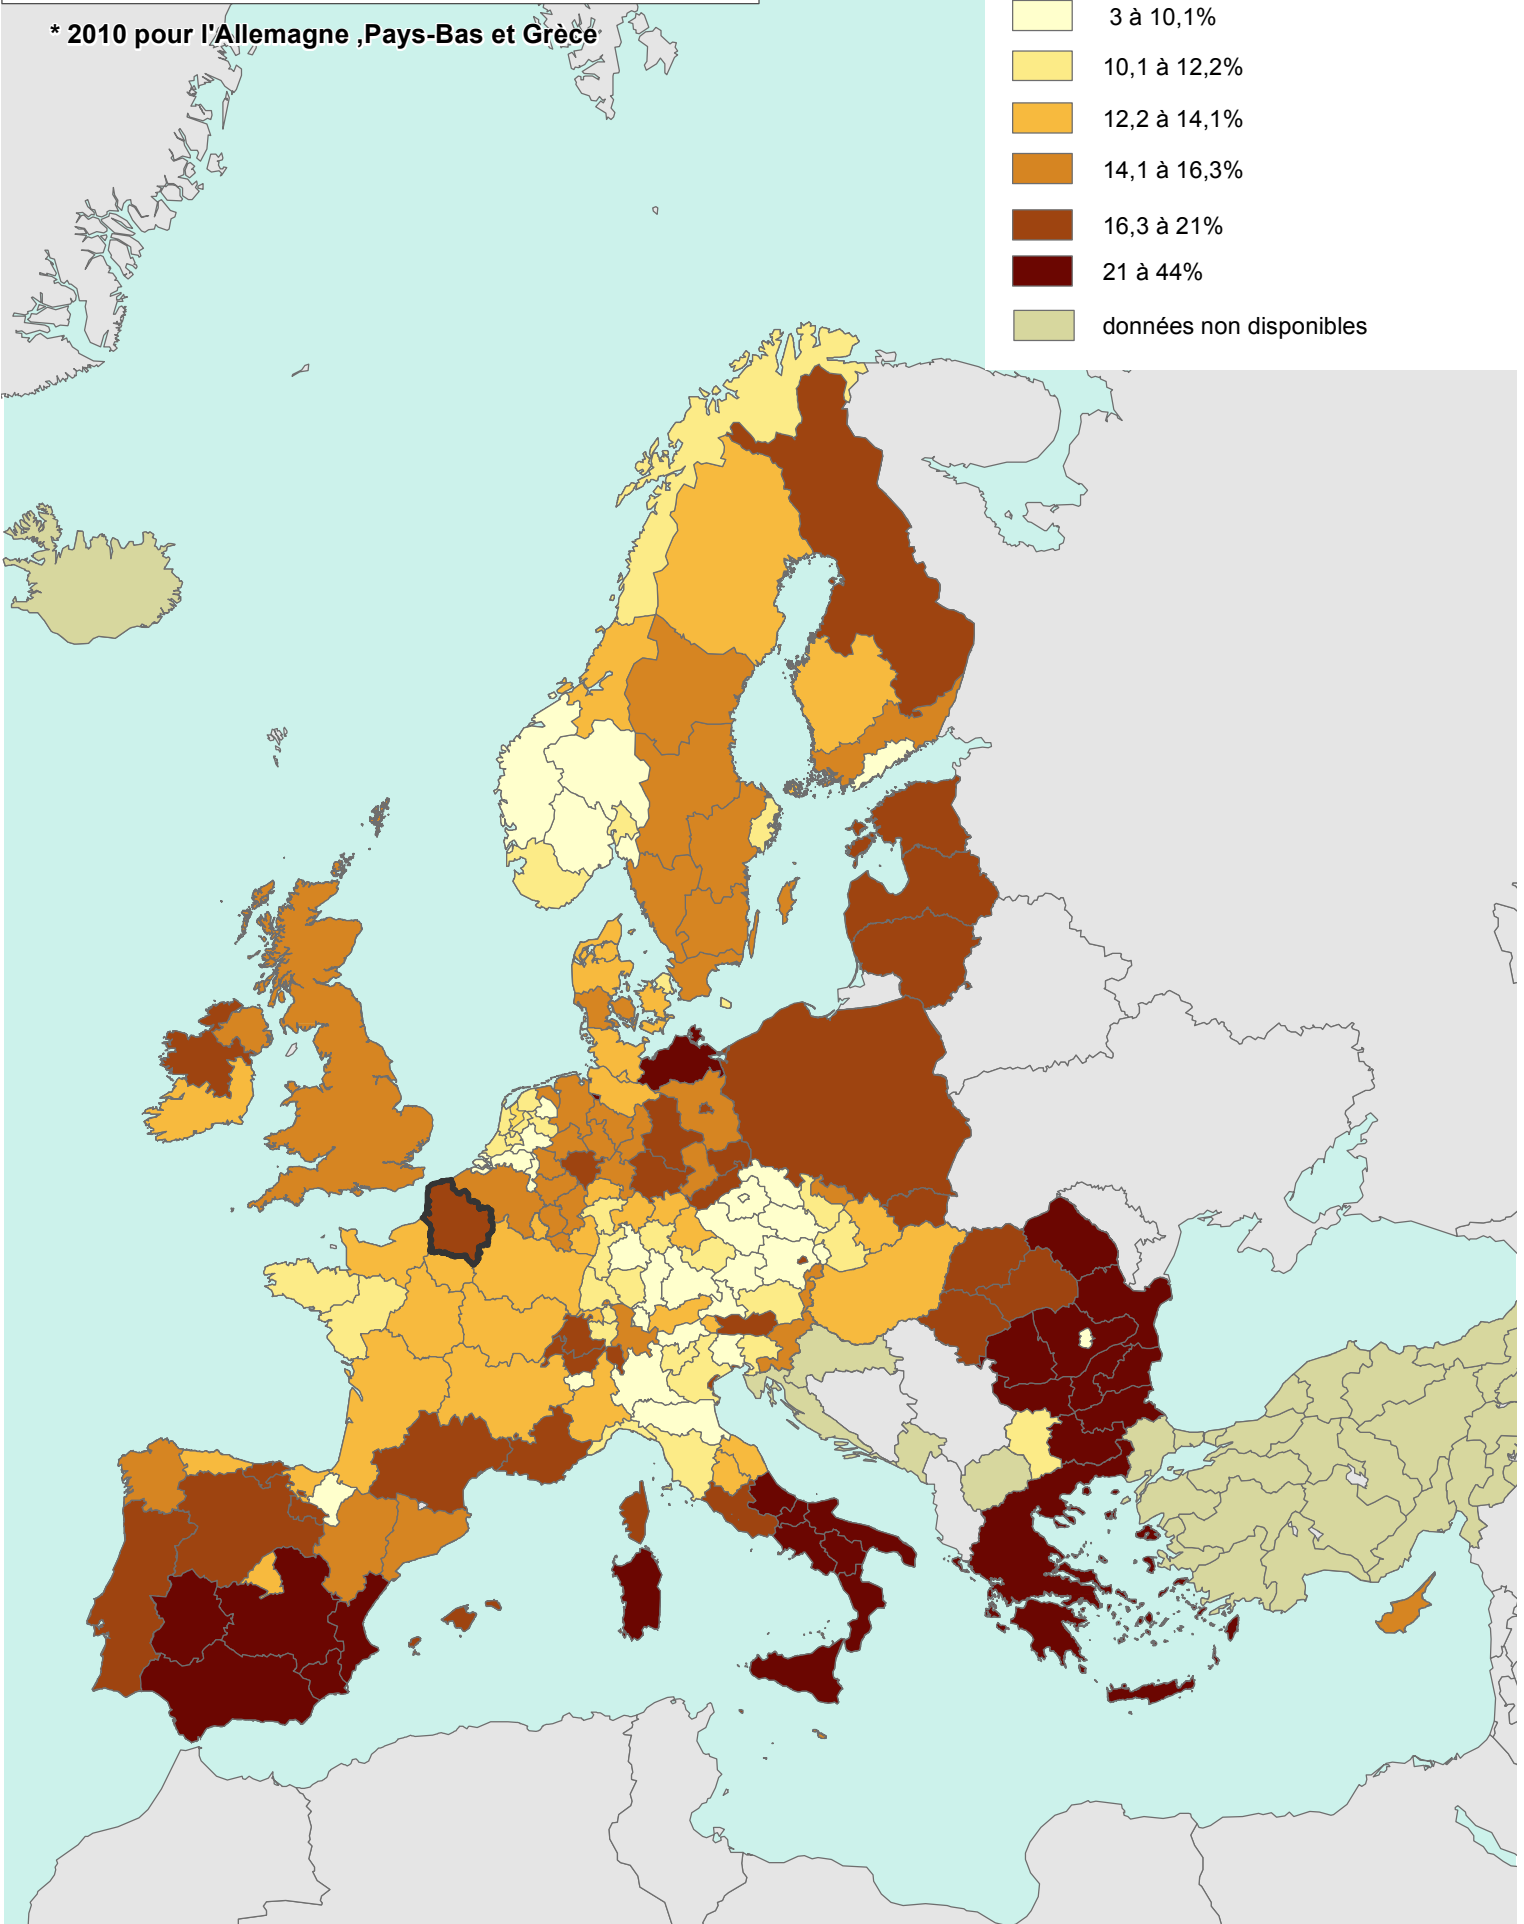 * 2010 pour l'Allemagne ,Pays-Bas et Grèce
3 à 10,1%
10,1 à 12,2%
12,2 à 14,1%
14,1 à 16,3%
16,3 à 21%
21 à 44%
données non disponibles